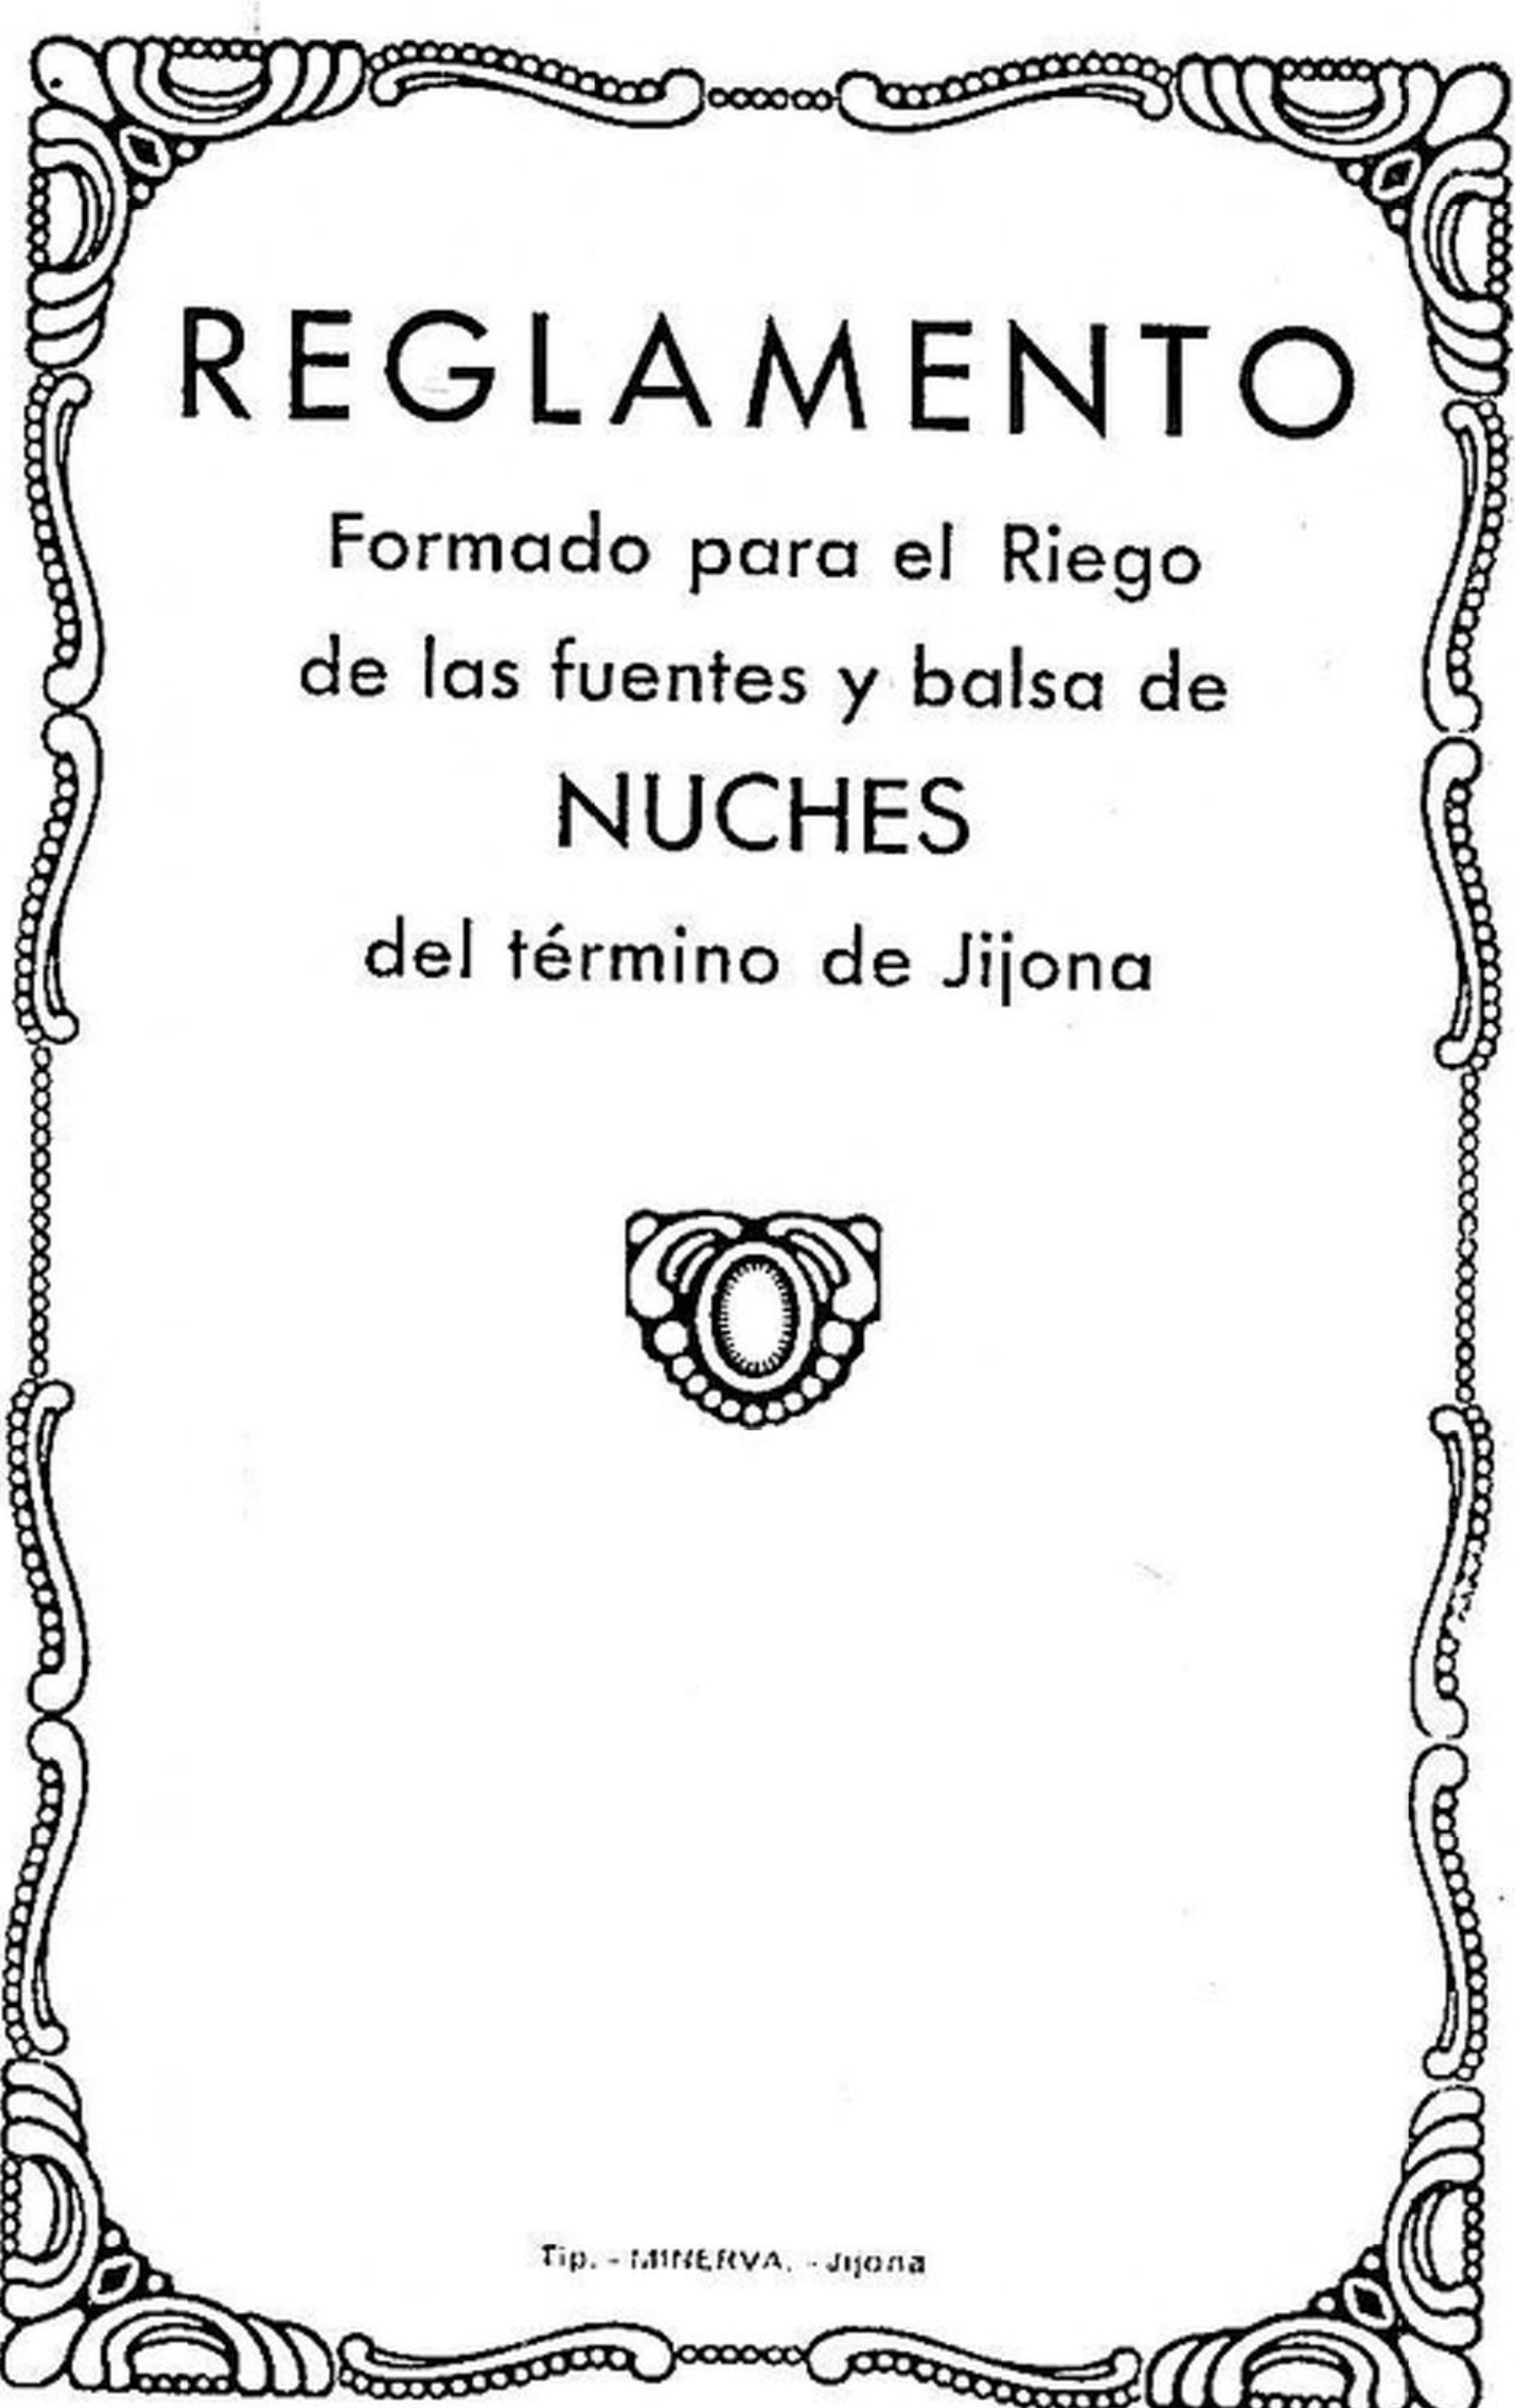 REGLAMENTO
Formado para el Riego
de las fuentes y balsa de
NUCHES
del término de Jijona
Tip. - MINERVA. - Jijona